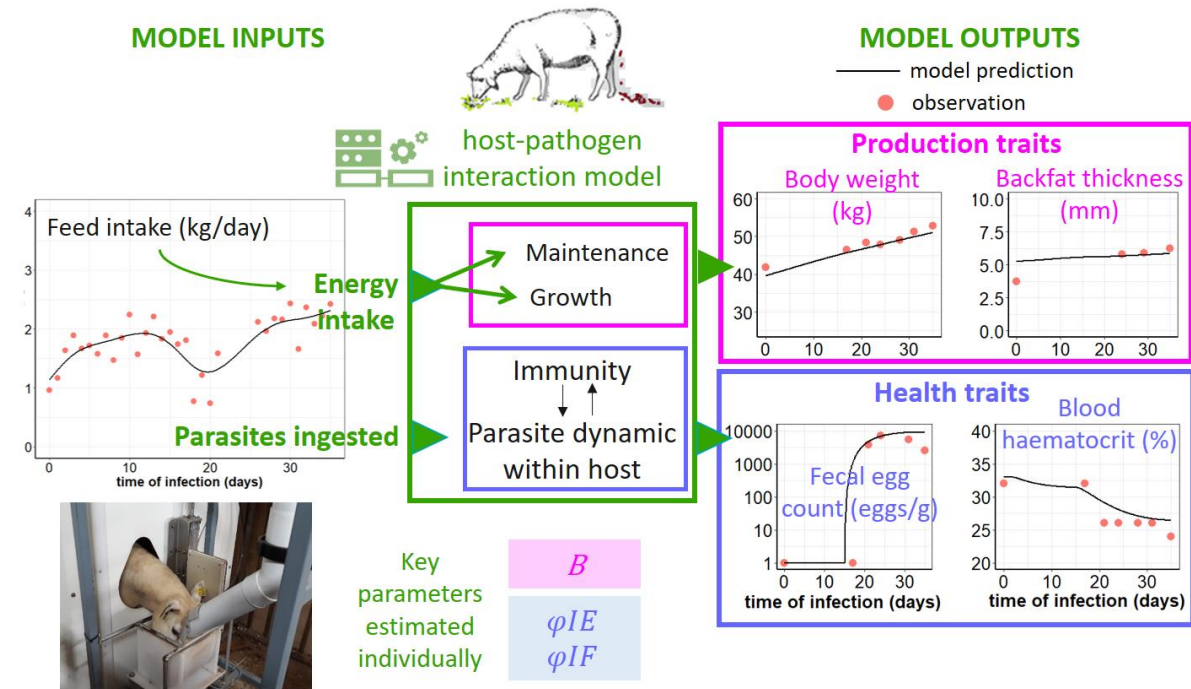 MODEL INPUTS
MODEL OUTPUTS
model prediction
observation
host-pathogen
interaction model
Feed intake (kg/day)
4
3
2
1
0
0
10
20
30
time of infection (days)
Energy
intake
Parasites ingested
Maintenance
Growth
Immunity
Parasite dynamic
within host
Production traits
Body weight
(kg)
60
50
40
30
0
10
20
30
Backfat thickness
(mm)
10.0
7.5
5.0
2.5
0.0
0
10
20
30
Health traits
Fecal egg
count (eggs/g)
10000
1000
100
10
1
0
10
20
30
time of infection (days)
Blood
haematocrit (%)
40
35
30
25
20
0
10
20
30
time of infection (days)
Key
parameters
estimated
individually
B
φIE
φIF